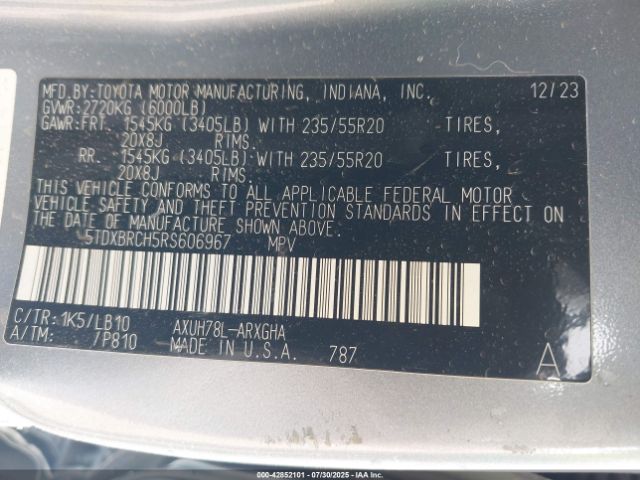 MFD.BY:TOYOTA MOTOR MANUFACTURING, INDIANA, INC. 12/23
GVWR:2720KG (6000LB)
GAWR:FRT. 1545KG (3405LB) WITH 235/55R20 TIRES,
20X8J RIMS.
RR. 1545KG (3405LB) WITH 235/55R20 TIRES,
20X8J RIMS.
THIS VEHICLE CONFORMS TO ALL APPLICABLE FEDERAL MOTOR
VEHICLE SAFETY AND THEFT PREVENTION STANDARDS IN EFFECT ON
THE DATE OF MANUFACTURE SHOWN ABOVE.
5TDXBRCH5RS606967 MPV
C/TR:1K5/LB10 AXUH78L-ARXGHA
A/TM: /P810 MADE IN U.S.A. 787 A
000-42852101 - 07/30/2025 - IAAI.COM